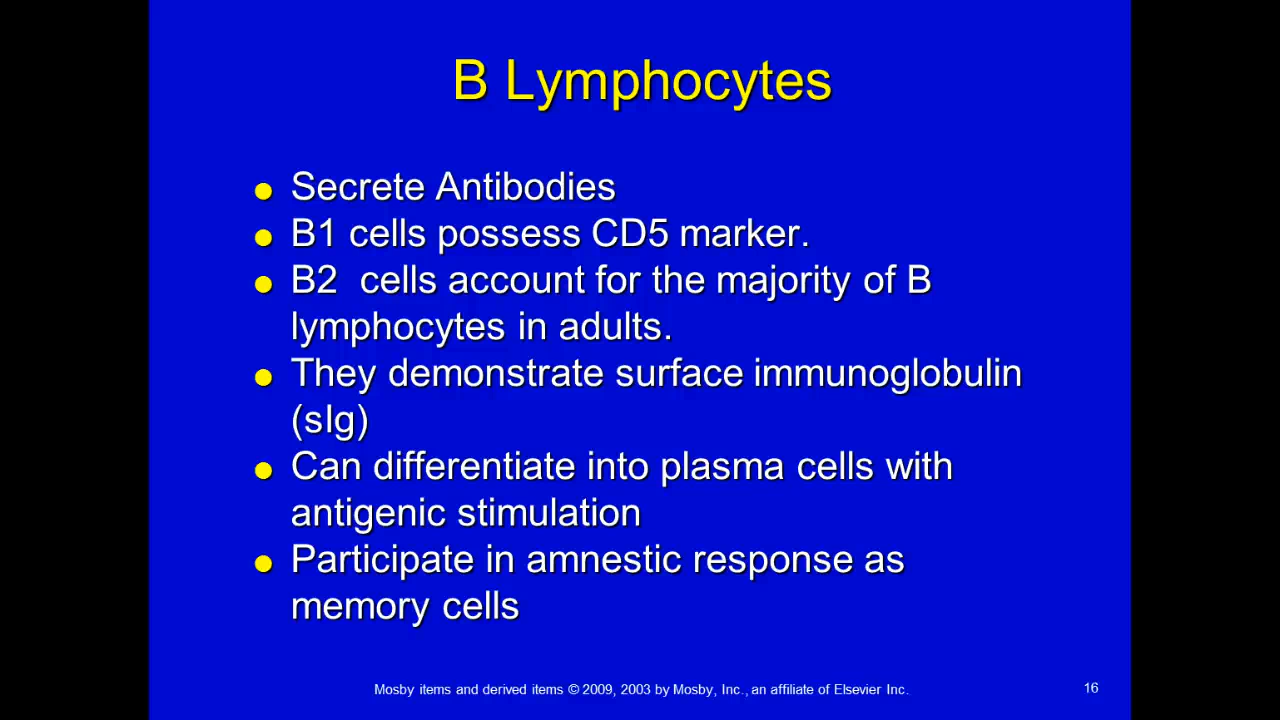 B Lymphocytes
● Secrete Antibodies
● B1 cells possess CD5 marker.
● B2  cells account for the majority of B
lymphocytes in adults.
● They demonstrate surface immunoglobulin
(sIg)
● Can differentiate into plasma cells with
antigenic stimulation
● Participate in amnestic response as
memory cells
Mosby items and derived items © 2009, 2003 by Mosby, Inc., an affiliate of Elsevier Inc.
16